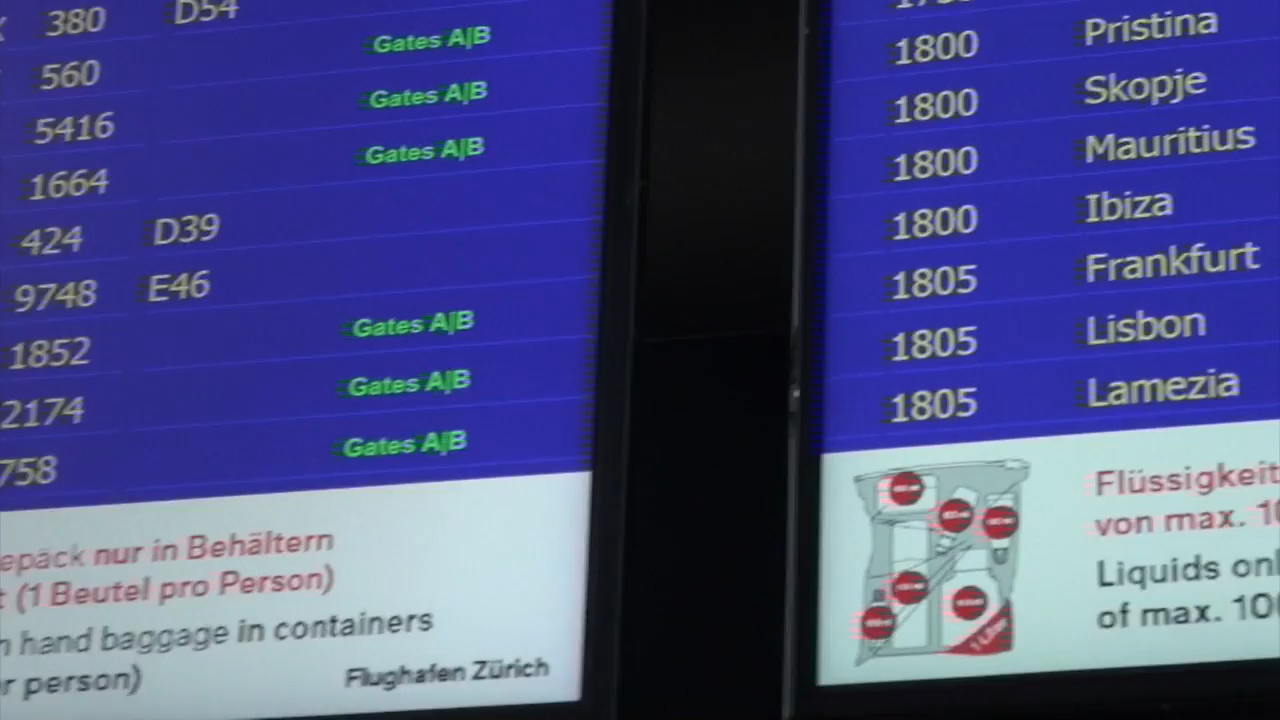 380 D54
Gates A|B
560
Gates A|B
5416
Gates A|B
1664
424 D39
9748 E46
1852 Gates A|B
2174 Gates A|B
758 Gates A|B
epäck nur in Behältern
t (1 Beutel pro Person)
n hand baggage in containers
r person)
Flughafen Zürich
1800 Pristina
1800 Skopje
1800 Mauritius
1800 Ibiza
1805 Frankfurt
1805 Lisbon
1805 Lamezia
Flüssigkeit
von max. 10
Liquids onl
of max. 100